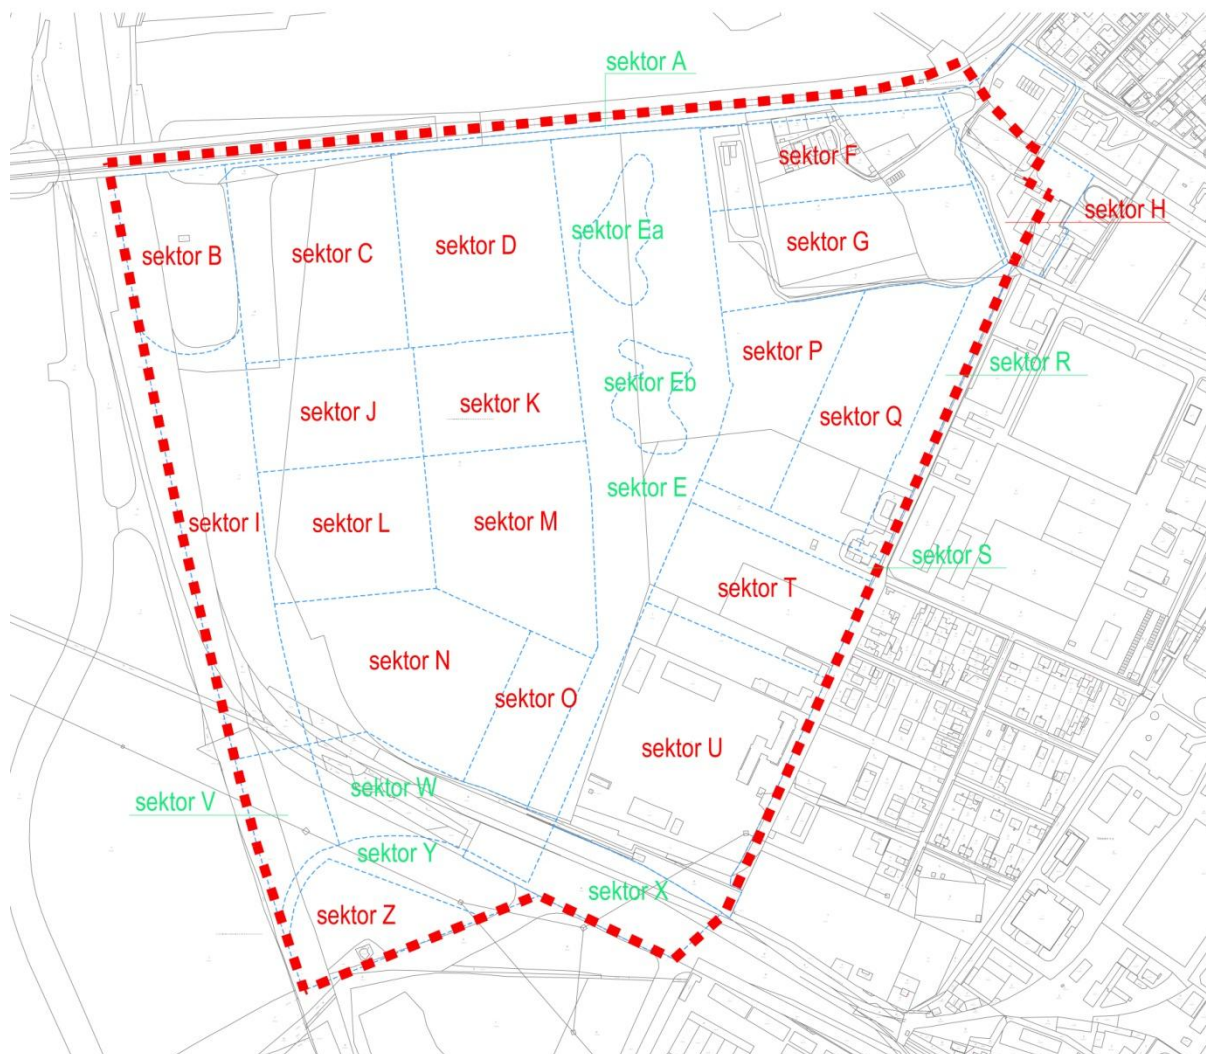 sektor A
sektor F
sektor H
sektor B
sektor C
sektor D
sektor Ea
sektor G
sektor P
sektor R
sektor J
sektor K
sektor Eb
sektor Q
sektor E
sektor I
sektor L
sektor M
sektor S
sektor T
sektor N
sektor O
sektor U
sektor V
sektor W
sektor Y
sektor X
sektor Z